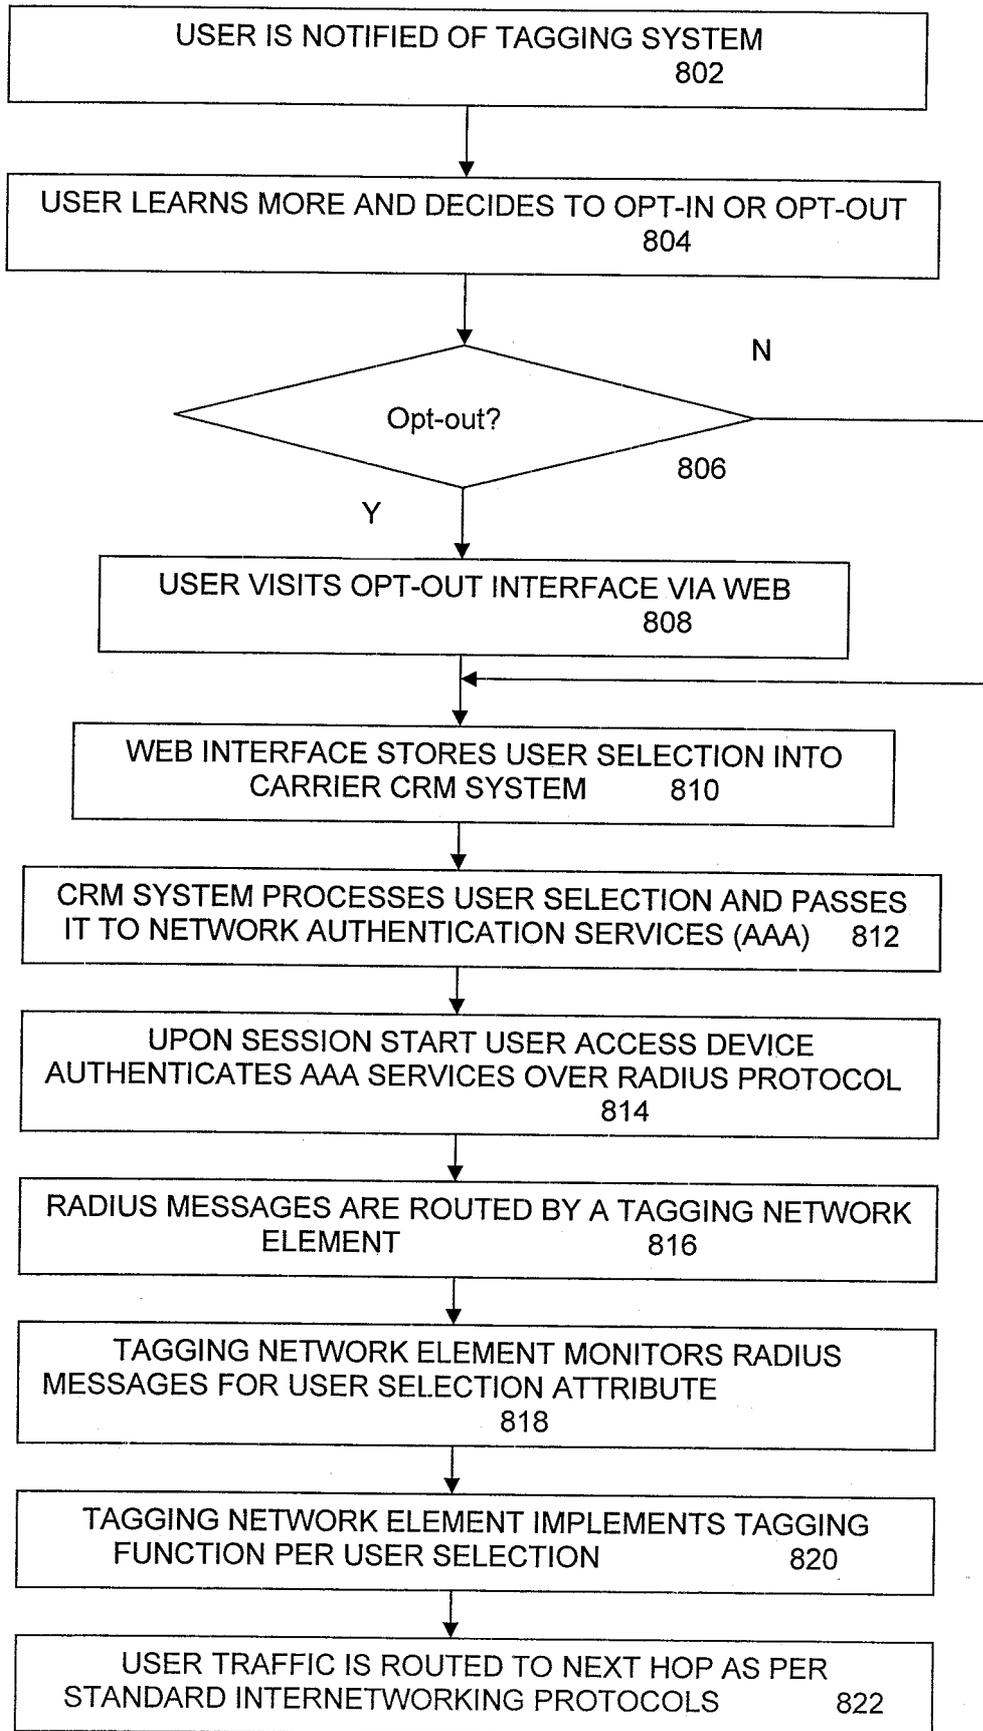 USER IS NOTIFIED OF TAGGING SYSTEM
802
USER LEARNS MORE AND DECIDES TO OPT-IN OR OPT-OUT
804
N
Opt-out?
806
Y
USER VISITS OPT-OUT INTERFACE VIA WEB
808
WEB INTERFACE STORES USER SELECTION INTO
CARRIER CRM SYSTEM 810
CRM SYSTEM PROCESSES USER SELECTION AND PASSES
IT TO NETWORK AUTHENTICATION SERVICES (AAA) 812
UPON SESSION START USER ACCESS DEVICE
AUTHENTICATES AAA SERVICES OVER RADIUS PROTOCOL
814
RADIUS MESSAGES ARE ROUTED BY A TAGGING NETWORK
ELEMENT 816
TAGGING NETWORK ELEMENT MONITORS RADIUS
MESSAGES FOR USER SELECTION ATTRIBUTE
818
TAGGING NETWORK ELEMENT IMPLEMENTS TAGGING
FUNCTION PER USER SELECTION 820
USER TRAFFIC IS ROUTED TO NEXT HOP AS PER
STANDARD INTERNETWORKING PROTOCOLS 822